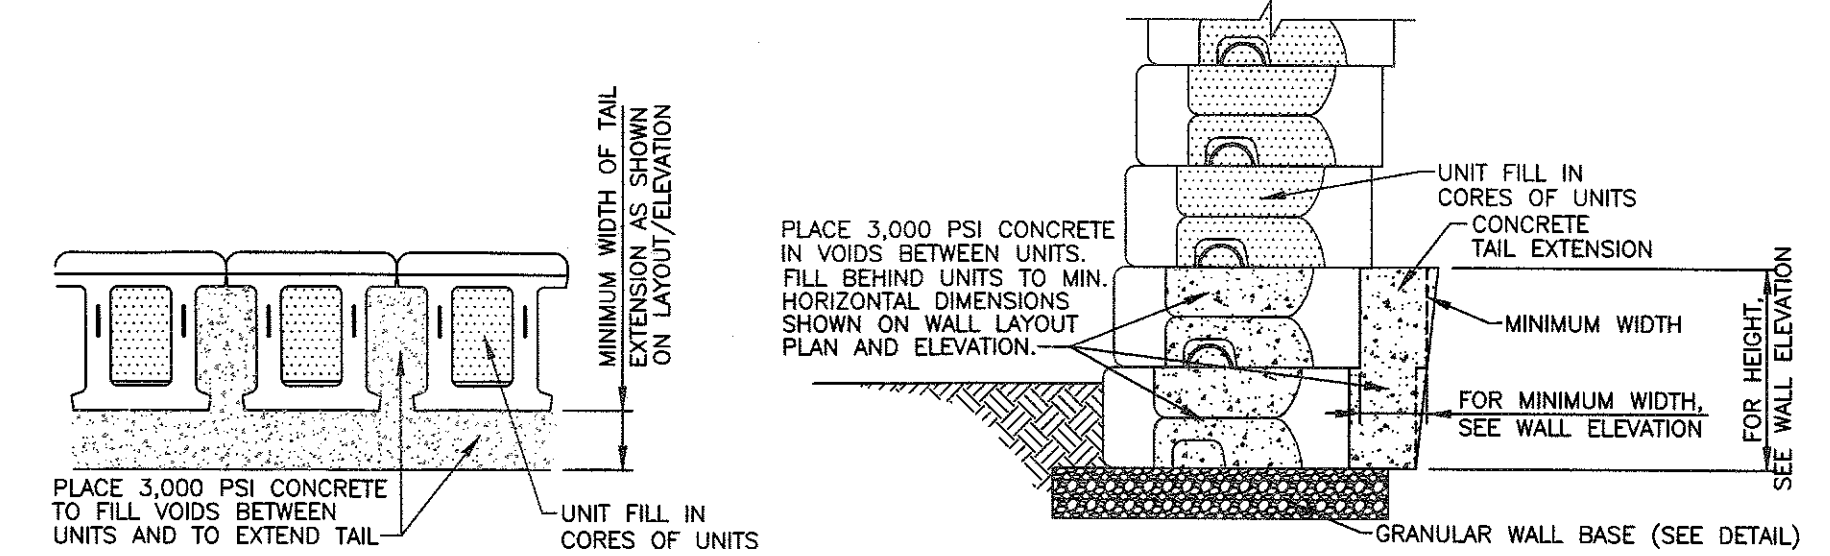 MINIMUM WIDTH OF TAIL
EXTENSION AS SHOWN
ON LAYOUT/ELEVATION
PLACE 3,000 PSI CONCRETE
TO FILL VOIDS BETWEEN
UNITS AND TO EXTEND TAIL
UNIT FILL IN
CORES OF UNITS
PLACE 3,000 PSI CONCRETE
IN VOIDS BETWEEN UNITS.
FILL BEHIND UNITS TO MIN.
HORIZONTAL DIMENSIONS
SHOWN ON WALL LAYOUT
PLAN AND ELEVATION.
UNIT FILL IN
CORES OF UNITS
CONCRETE
TAIL EXTENSION
MINIMUM WIDTH
FOR MINIMUM WIDTH,
SEE WALL ELEVATION
FOR HEIGHT,
SEE WALL ELEVATION
GRANULAR WALL BASE (SEE DETAIL)